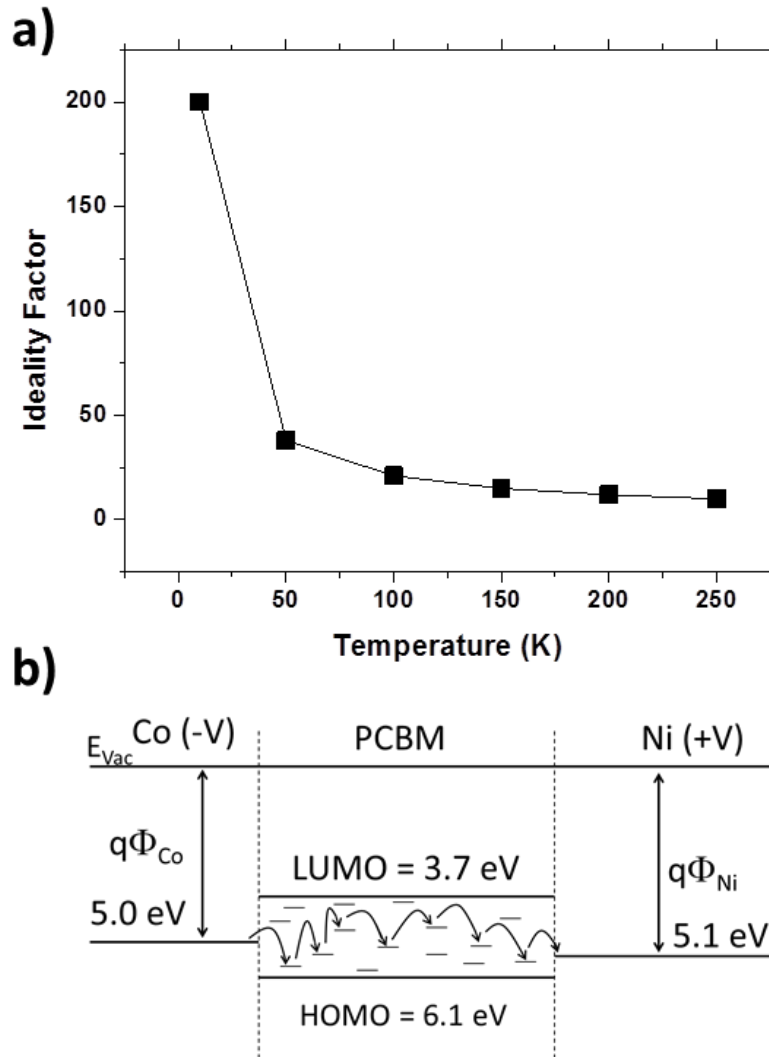 a)
200
150
100
50
0
Ideality Factor
0 50 100 150 200 250
Temperature (K)
b)
E_Vac Co (-V) PCBM Ni (+V)
qΦ_Co LUMO = 3.7 eV qΦ_Ni
5.0 eV 5.1 eV
HOMO = 6.1 eV